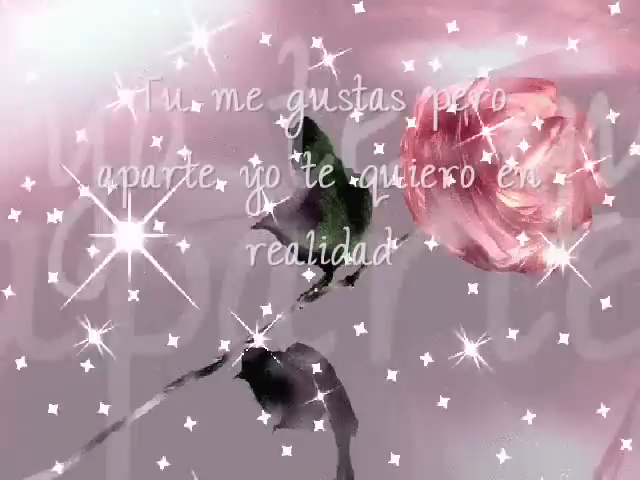 Tu me gustas pero
aparte yo te quiero en
realidad